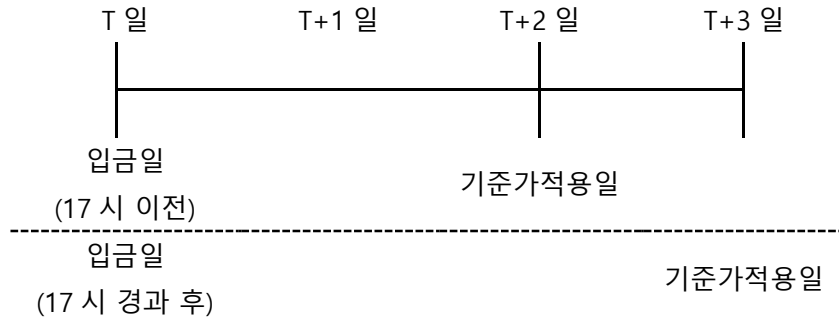 T 일 T+1 일 T+2 일 T+3 일
입금일
(17 시 이전)
기준가적용일
입금일
(17 시 경과 후)
기준가적용일